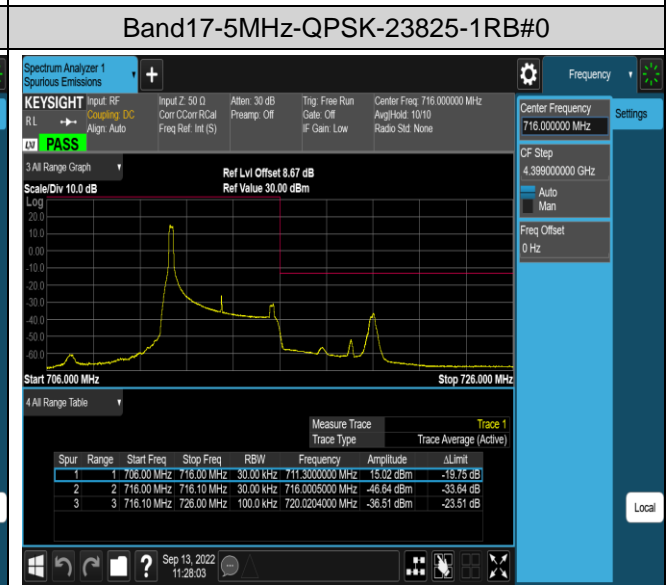 Band17-5MHz-QPSK-23825-1RB#0
Spectrum Analyzer 1
Spurious Emissions
+
Frequency
KEYSIGHT
RL
PASS
Input: RF
Coupling: DC
Align: Auto
Input Z: 50 Ω
Corr CCorr RCal
Freq Ref: Int (S)
Atten: 30 dB
Preamp: Off
Trig: Free Run
Gate: Off
IF Gain: Low
Center Freq: 716.000000 MHz
Avg|Hold: 10/10
Radio Std: None
Center Frequency
716.000000 MHz
Settings
CF Step
4.399000000 GHz
Auto
Man
Freq Offset
0 Hz
3 All Range Graph
Scale/Div 10.0 dB
Ref Lvl Offset 8.67 dB
Ref Value 30.00 dBm
Log
20.0
10.0
0.00
-10.0
-20.0
-30.0
-40.0
-50.0
-60.0
Start 706.000 MHz
Stop 726.000 MHz
4 All Range Table
Measure Trace Trace 1
Trace Type Trace Average (Active)
Spur Range Start Freq Stop Freq RBW Frequency Amplitude ΔLimit
1 1 706.00 MHz 716.00 MHz 30.00 kHz 711.3000000 MHz 15.02 dBm -19.75 dB
2 2 716.00 MHz 716.10 MHz 30.00 kHz 716.0005000 MHz -46.64 dBm -33.64 dB
3 3 716.10 MHz 726.00 MHz 100.0 kHz 720.0204000 MHz -36.51 dBm -23.51 dB
Local
?
Sep 13, 2022
11:28:03